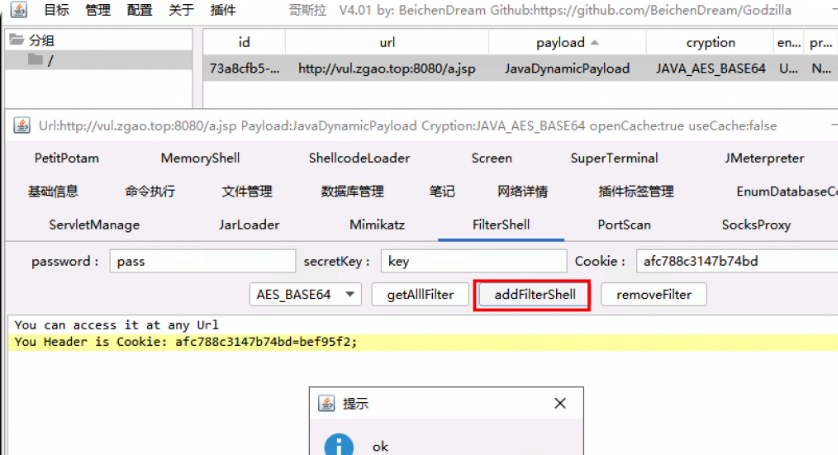 目标 管理 配置 关于 插件 哥斯拉 V4.01 by: BeichenDream Github:https://github.com/BeichenDream/Godzilla
分组
/
id url payload cryption en... pr...
73a8cfb5-... http://vul.zgao.top:8080/a.jsp JavaDynamicPayload JAVA_AES_BASE64 U... N...
Url:http://vul.zgao.top:8080/a.jsp Payload:JavaDynamicPayload Cryption:JAVA_AES_BASE64 openCache:true useCache:false
PetitPotam MemoryShell ShellcodeLoader Screen SuperTerminal JMeterpreter
基础信息 命令执行 文件管理 数据库管理 笔记 网络详情 插件标签管理 EnumDatabaseCo
ServletManage JarLoader Mimikatz FilterShell PortScan SocksProxy
password : pass secretKey : key Cookie : afc788c3147b74bd
AES_BASE64 getAlllFilter addFilterShell removeFilter
You can access it at any Url
You Header is Cookie: afc788c3147b74bd=bef95f2;
提示
ok